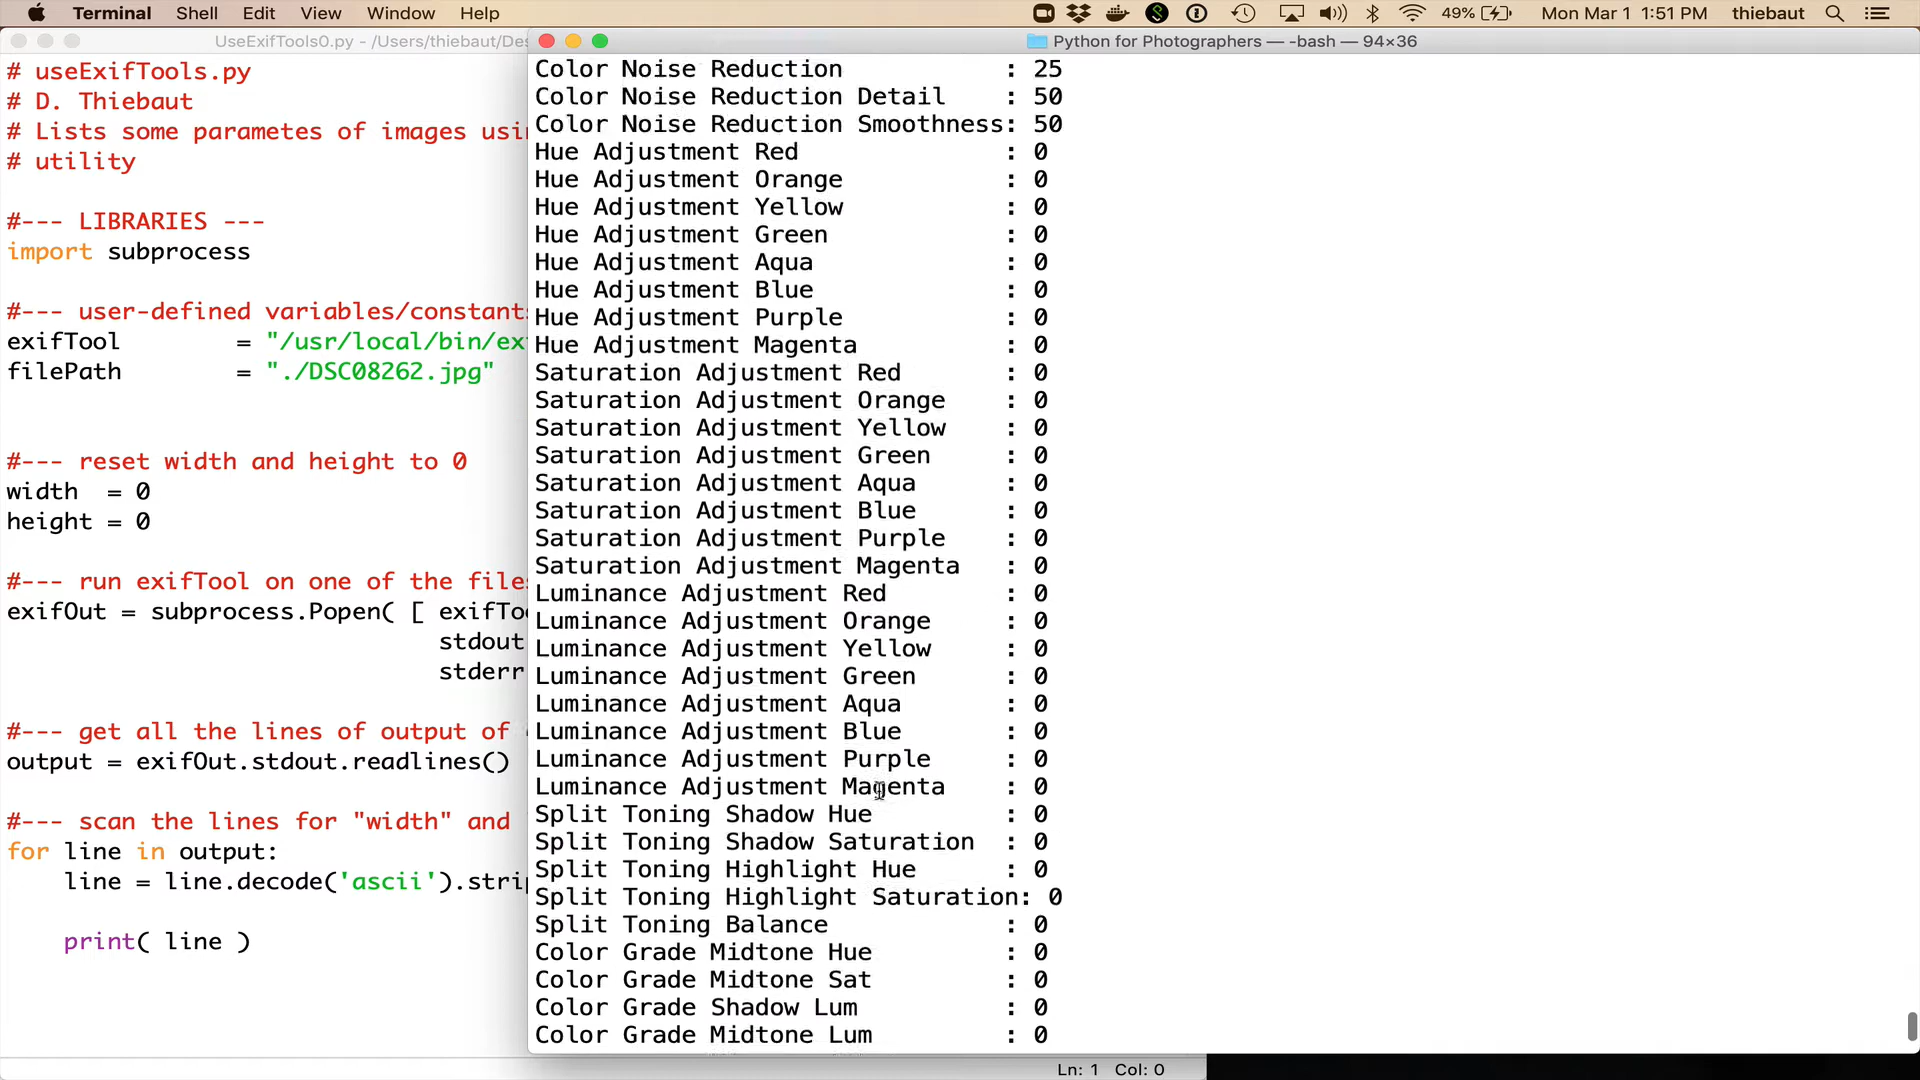 Terminal Shell Edit View Window Help 49% Mon Mar 1 1:51 PM thiebaut
UseExifTools0.py - /Users/thiebaut/Des
# useExifTools.py
# D. Thiebaut
# Lists some parametes of images usin
# utility
#--- LIBRARIES ---
import subprocess
#--- user-defined variables/constants
exifTool = "/usr/local/bin/ex
filePath = "./DSC08262.jpg"
#--- reset width and height to 0
width = 0
height = 0
#--- run exifTool on one of the files
exifOut = subprocess.Popen( [ exifToo
stdout
stderr
#--- get all the lines of output of
output = exifOut.stdout.readlines()
#--- scan the lines for "width" and
for line in output:
line = line.decode('ascii').strip
print( line )
Ln: 1 Col: 0
Python for Photographers — -bash — 94×36
Color Noise Reduction : 25
Color Noise Reduction Detail : 50
Color Noise Reduction Smoothness: 50
Hue Adjustment Red : 0
Hue Adjustment Orange : 0
Hue Adjustment Yellow : 0
Hue Adjustment Green : 0
Hue Adjustment Aqua : 0
Hue Adjustment Blue : 0
Hue Adjustment Purple : 0
Hue Adjustment Magenta : 0
Saturation Adjustment Red : 0
Saturation Adjustment Orange : 0
Saturation Adjustment Yellow : 0
Saturation Adjustment Green : 0
Saturation Adjustment Aqua : 0
Saturation Adjustment Blue : 0
Saturation Adjustment Purple : 0
Saturation Adjustment Magenta : 0
Luminance Adjustment Red : 0
Luminance Adjustment Orange : 0
Luminance Adjustment Yellow : 0
Luminance Adjustment Green : 0
Luminance Adjustment Aqua : 0
Luminance Adjustment Blue : 0
Luminance Adjustment Purple : 0
Luminance Adjustment Magenta : 0
Split Toning Shadow Hue : 0
Split Toning Shadow Saturation : 0
Split Toning Highlight Hue : 0
Split Toning Highlight Saturation: 0
Split Toning Balance : 0
Color Grade Midtone Hue : 0
Color Grade Midtone Sat : 0
Color Grade Shadow Lum : 0
Color Grade Midtone Lum : 0